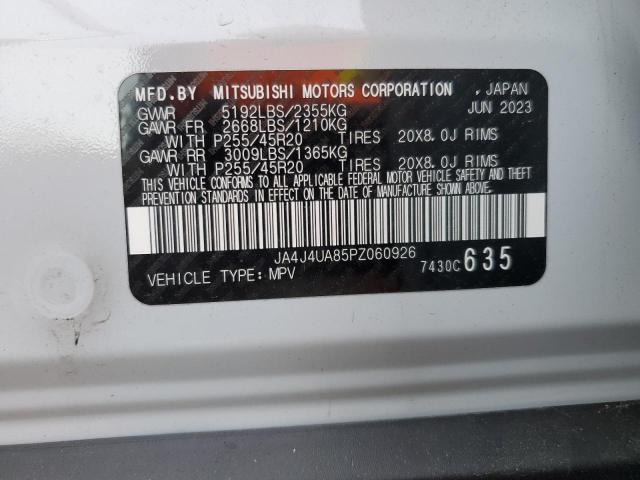 MFD.BY MITSUBISHI MOTORS CORPORATION , JAPAN
GVWR 5192LBS/2355KG JUN 2023
GAWR FR 2668LBS/1210KG
WITH P255/45R20 TIRES 20X8.0J RIMS
GAWR RR 3009LBS/1365KG
WITH P255/45R20 TIRES 20X8.0J RIMS
THIS VEHICLE CONFORMS TO ALL APPLICABLE FEDERAL MOTOR VEHICLE SAFETY AND THEFT
PREVENTION STANDARDS IN EFFECT ON THE DATE OF MANUFACTURE SHOWN ABOVE.
JA4J4UA85PZ060926
VEHICLE TYPE: MPV 7430C 635